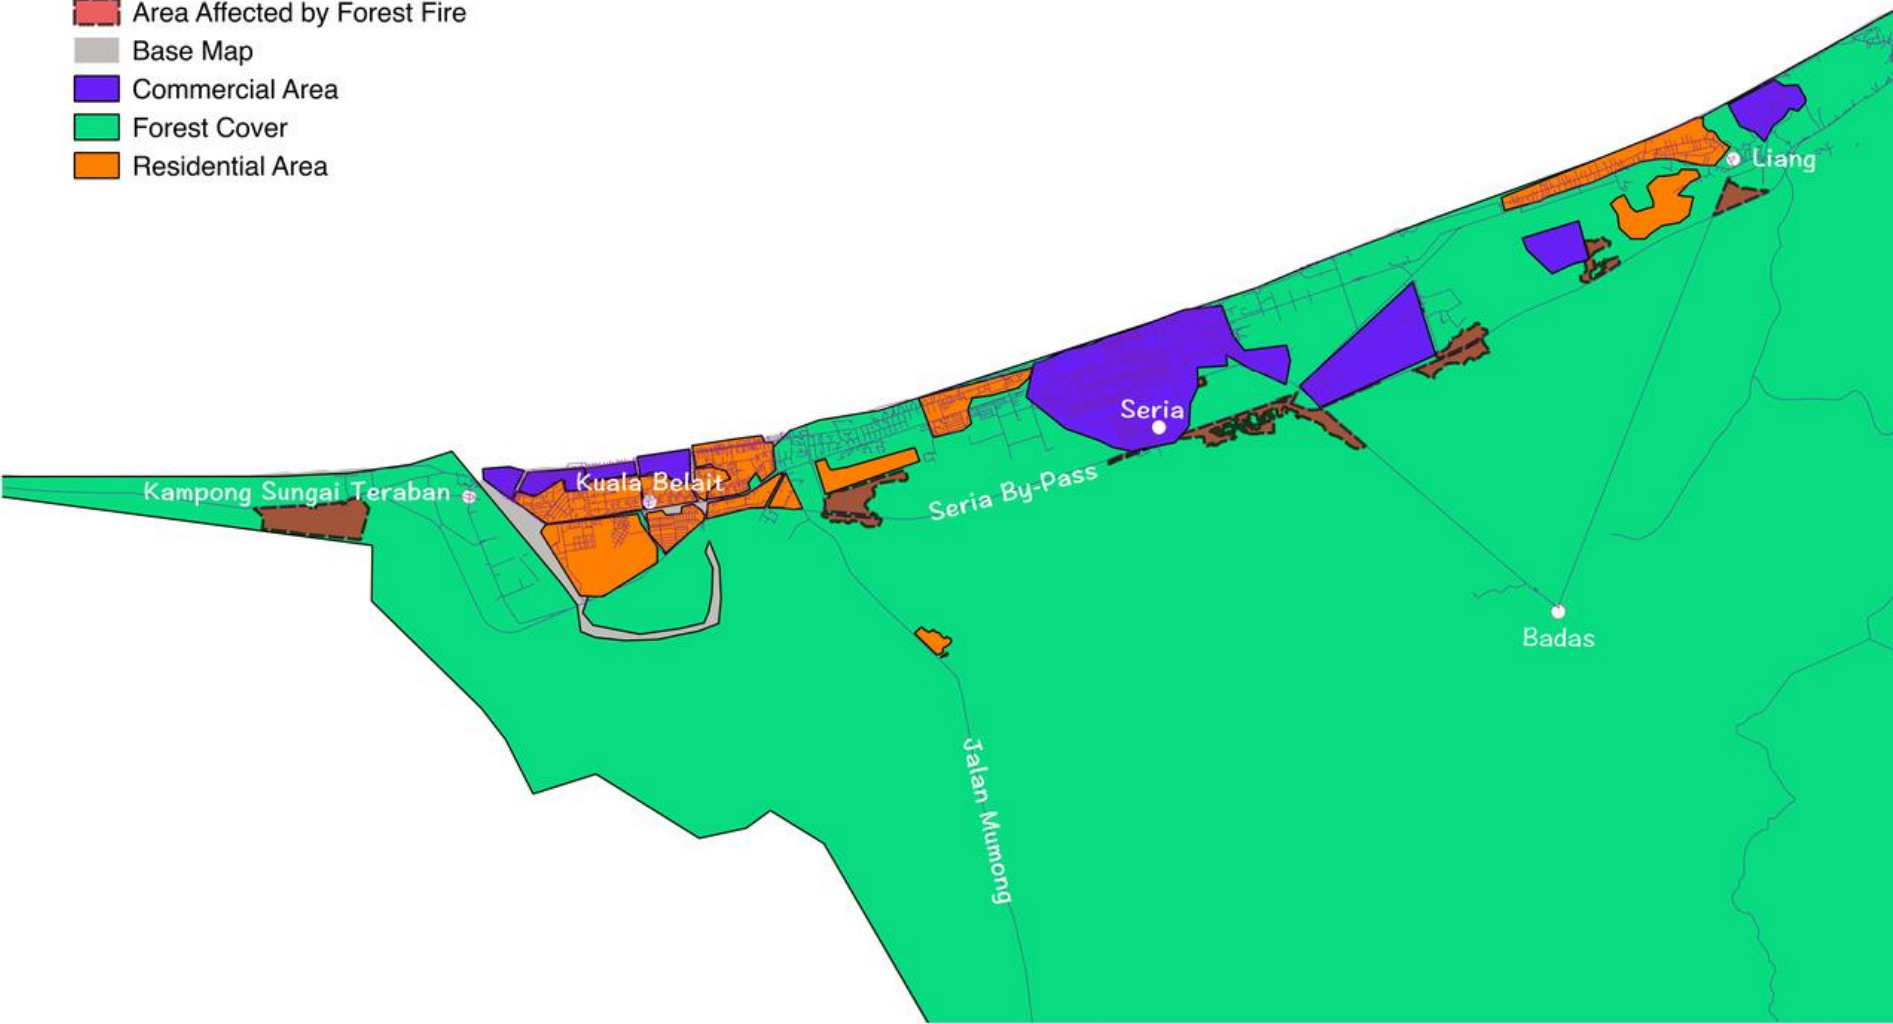 Area Affected by Forest Fire
Base Map
Commercial Area
Forest Cover
Residential Area
Liang
Seria
Kuala Belait
Kampong Sungai Teraban
Seria By-Pass
Badas
Jalan Mumong